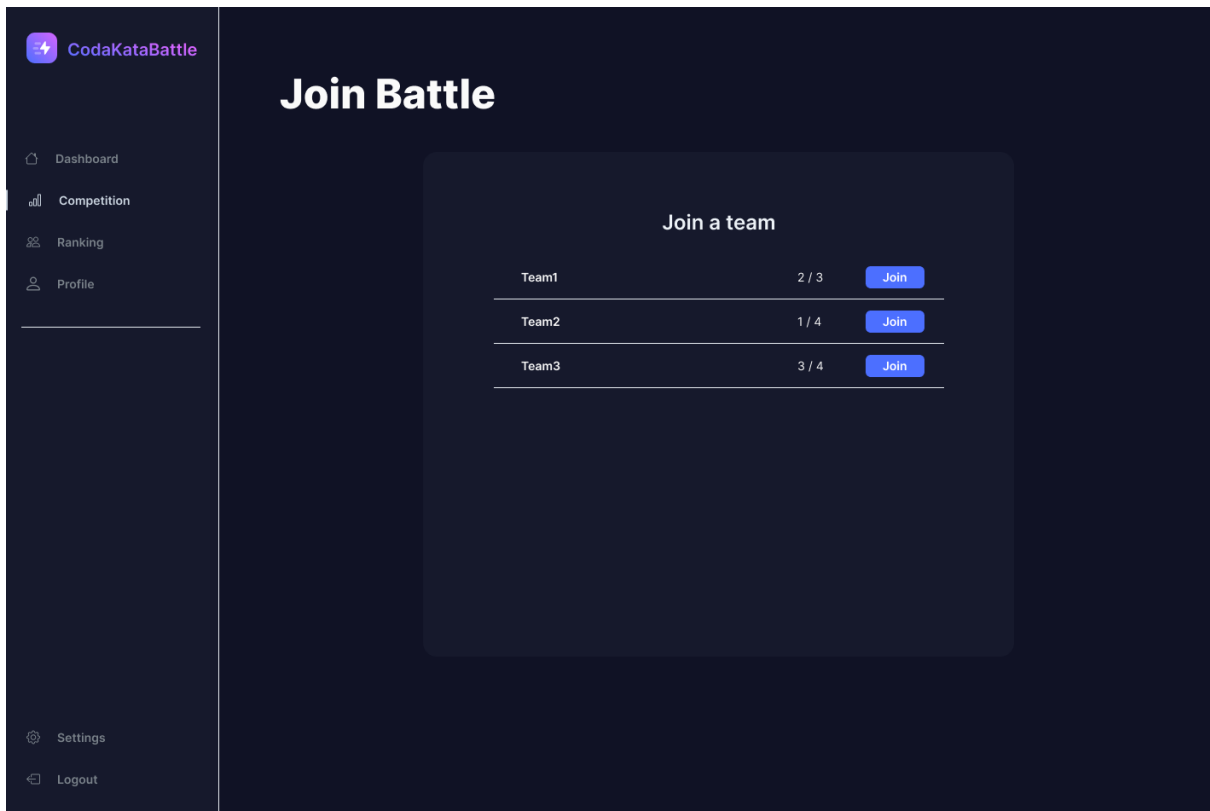 CodaKataBattle
Dashboard
Competition
Ranking
Profile
Settings
Logout
Join Battle
Join a team
Team1 2 / 3 Join
Team2 1 / 4 Join
Team3 3 / 4 Join